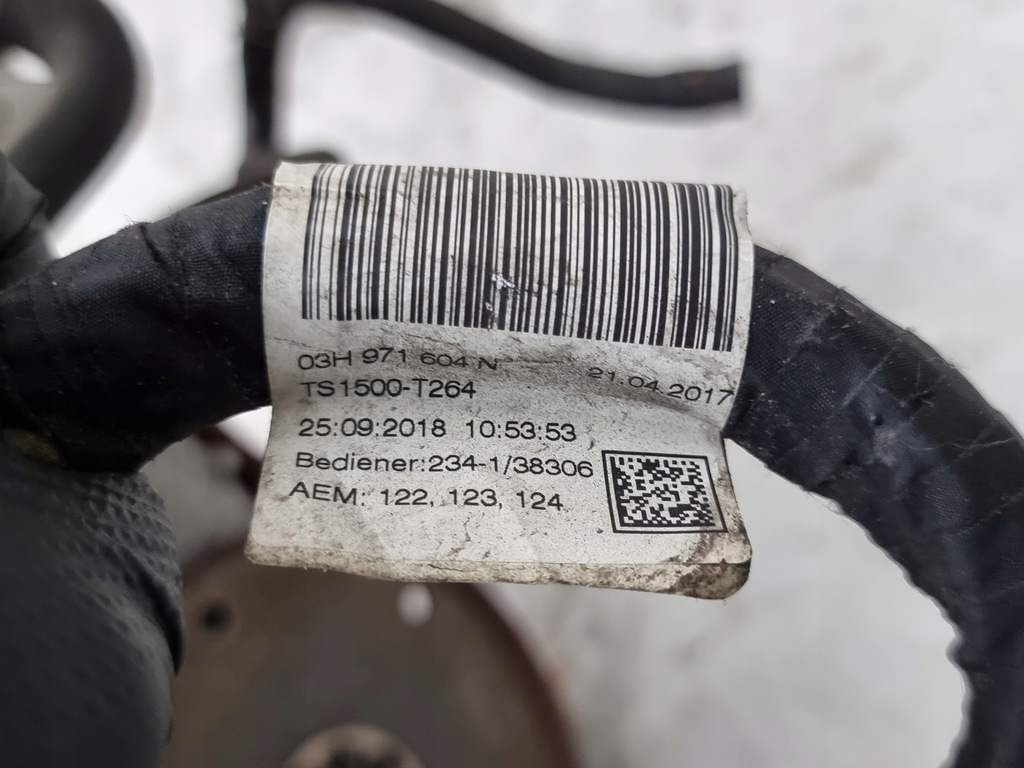 03H 971 604 N 21.04.2017
TS1500-T264
25:09:2018 10:53:53
Bediener:234-1/38306
AEM: 122, 123, 124